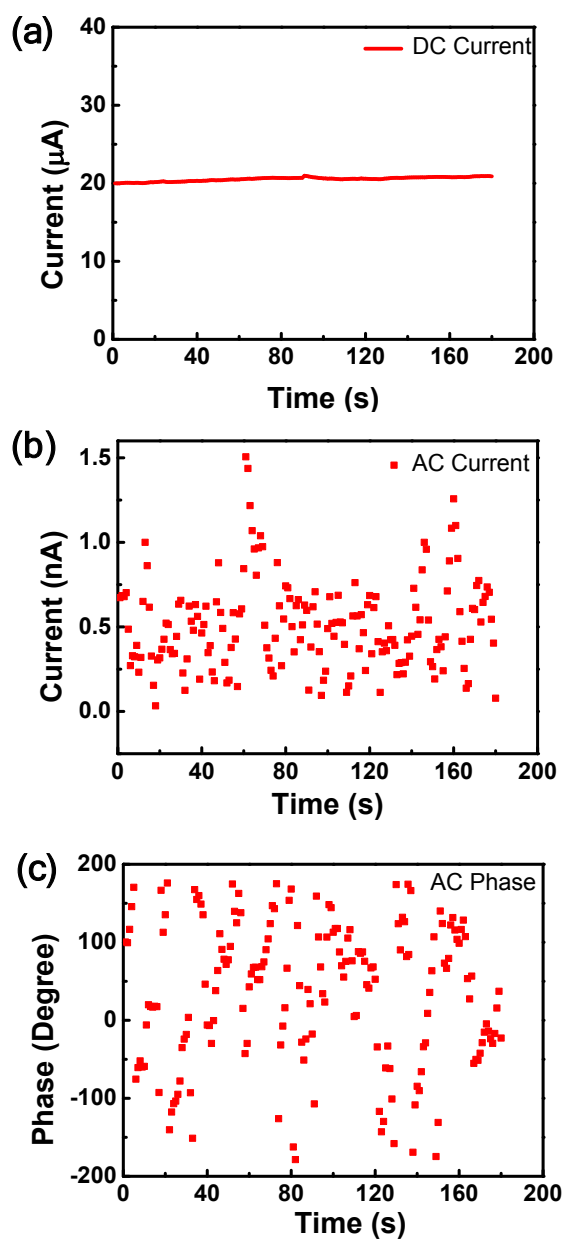 (a)
DC Current
40
30
20
10
0
Current (μA)
0 40 80 120 160 200
Time (s)
(b)
AC Current
1.5
1.0
0.5
0.0
Current (nA)
0 40 80 120 160 200
Time (s)
(c)
AC Phase
200
100
0
-100
-200
Phase (Degree)
0 40 80 120 160 200
Time (s)